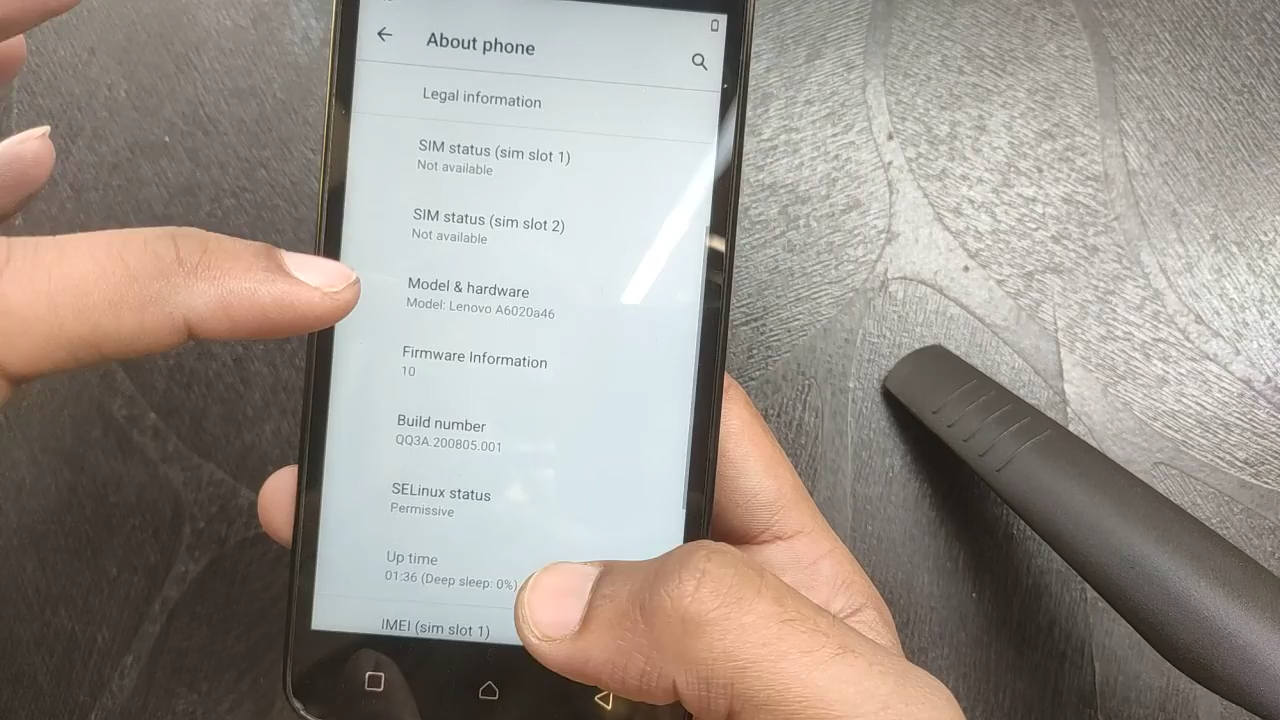 About phone
Legal information
SIM status (sim slot 1)
Not available
SIM status (sim slot 2)
Not available
Model & hardware
Model: Lenovo A6020a46
Firmware Information
10
Build number
QQ3A.200805.001
SELinux status
Permissive
Up time
01:36 (Deep sleep: 0%)
IMEI (sim slot 1)